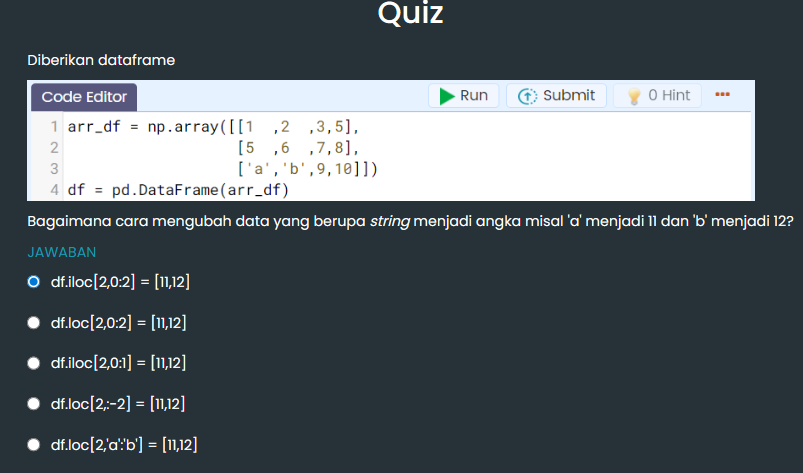 Quiz
Diberikan dataframe
Code Editor Run Submit 0 Hint
1 arr_df = np.array([[1 ,2 ,3,5],
2 [5 ,6 ,7,8],
3 ['a','b',9,10]])
4 df = pd.DataFrame(arr_df)
Bagaimana cara mengubah data yang berupa string menjadi angka misal 'a' menjadi 11 dan 'b' menjadi 12?
JAWABAN
df.iloc[2,0:2] = [11,12]
df.loc[2,0:2] = [11,12]
df.iloc[2,0:1] = [11,12]
df.loc[2,:-2] = [11,12]
df.loc[2,'a':'b'] = [11,12]